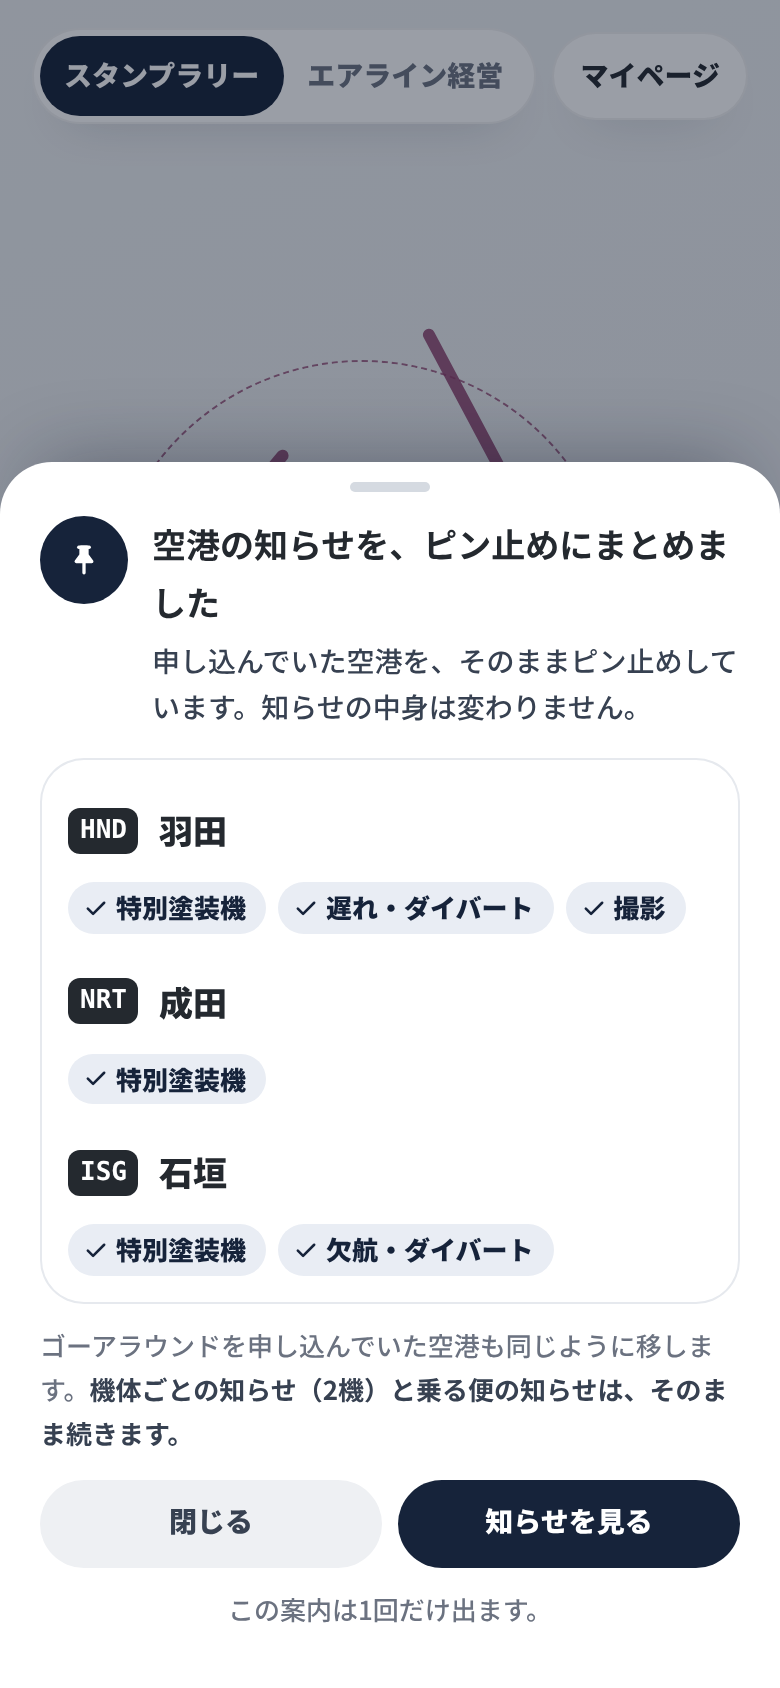 スタンプラリー エアライン経営 マイページ
空港の知らせを、ピン止めにまとめま
した
申し込んでいた空港を、そのままピン止めして
います。知らせの中身は変わりません。
HND 羽田
特別塗装機 遅れ・ダイバート 撮影
NRT 成田
特別塗装機
ISG 石垣
特別塗装機 欠航・ダイバート
ゴーアラウンドを申し込んでいた空港も同じように移しま
す。機体ごとの知らせ（2機）と乗る便の知らせは、そのま
ま続きます。
閉じる 知らせを見る
この案内は1回だけ出ます。